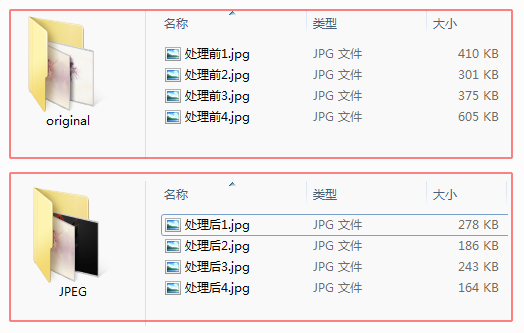 名称 类型 大小
处理前1.jpg JPG 文件 410 KB
处理前2.jpg JPG 文件 301 KB
处理前3.jpg JPG 文件 375 KB
处理前4.jpg JPG 文件 605 KB
original
名称 类型 大小
处理后1.jpg JPG 文件 278 KB
处理后2.jpg JPG 文件 186 KB
处理后3.jpg JPG 文件 243 KB
处理后4.jpg JPG 文件 164 KB
JPEG